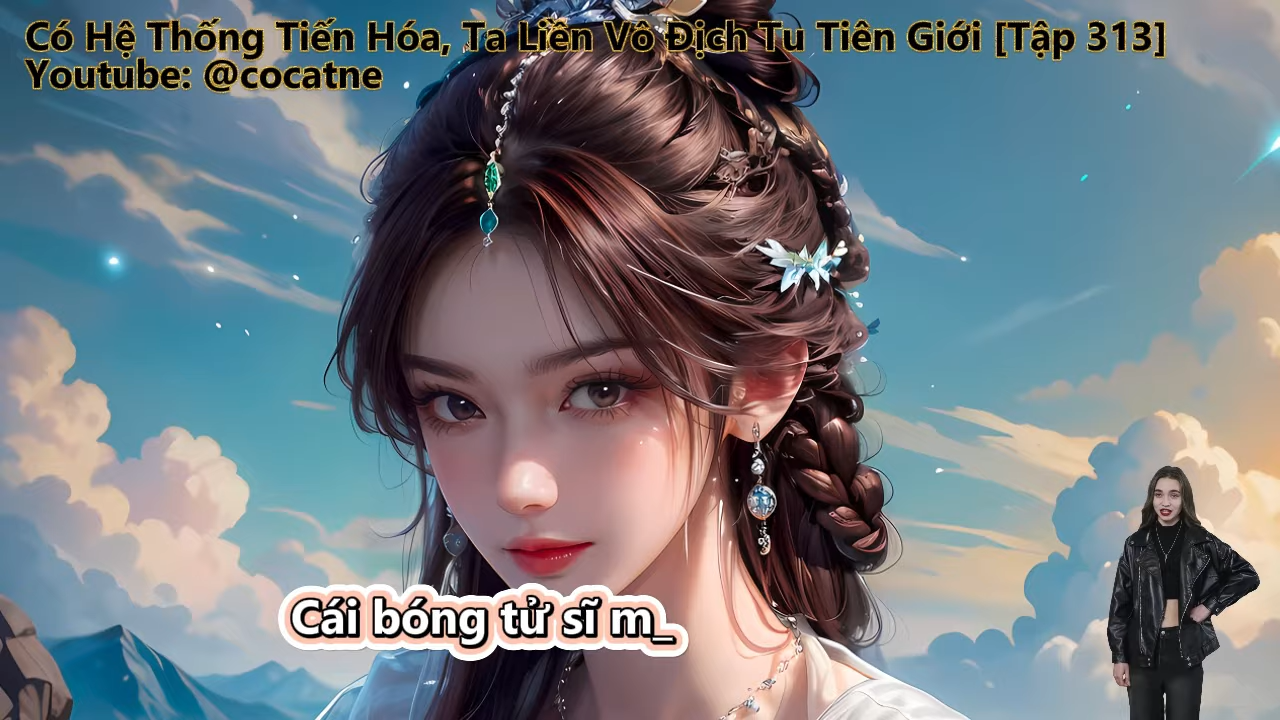 Có Hệ Thống Tiến Hóa, Ta Liền Vô Địch Tu Tiên Giới [Tập 313]
Youtube: @cocatne
Cái bóng tử sĩ m_